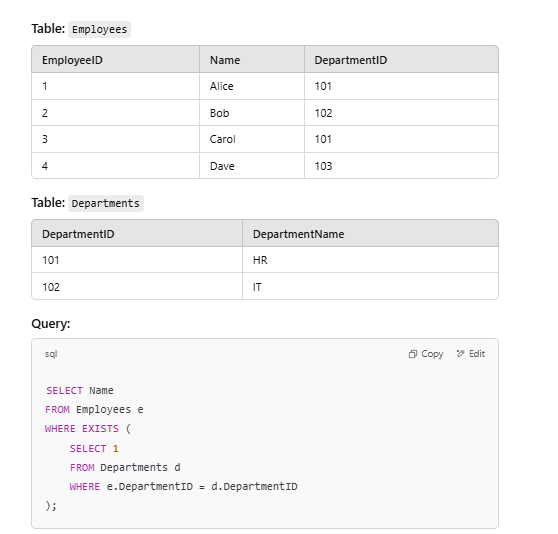 Table: Employees
EmployeeID Name DepartmentID
1 Alice 101
2 Bob 102
3 Carol 101
4 Dave 103
Table: Departments
DepartmentID DepartmentName
101 HR
102 IT
Query:
sql Copy Edit
SELECT Name
FROM Employees e
WHERE EXISTS (
    SELECT 1
    FROM Departments d
    WHERE e.DepartmentID = d.DepartmentID
);